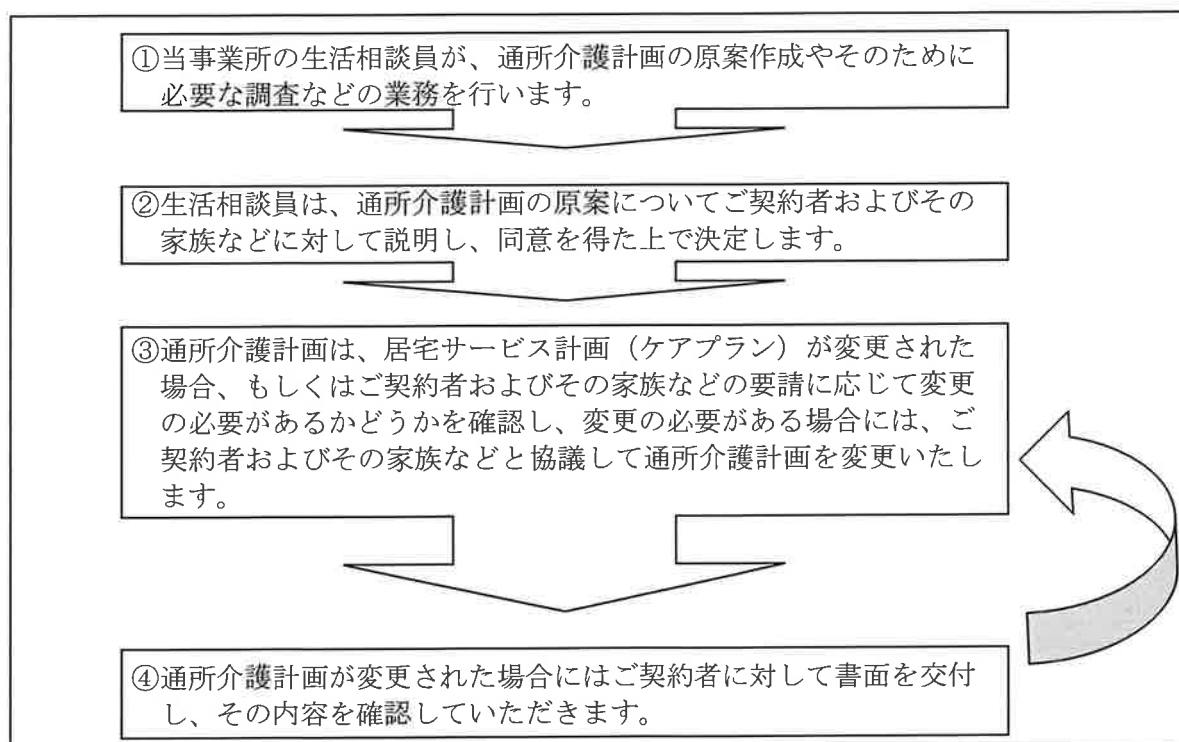 ①当事業所の生活相談員が、通所介護計画の原案作成やそのために
必要な調査などの業務を行います。
②生活相談員は、通所介護計画の原案についてご契約者およびその
家族などに対して説明し、同意を得た上で決定します。
③通所介護計画は、居宅サービス計画（ケアプラン）が変更された
場合、もしくはご契約者およびその家族などの要請に応じて変更
の必要があるかどうかを確認し、変更の必要がある場合には、ご
契約者およびその家族などと協議して通所介護計画を変更いたし
ます。
④通所介護計画が変更された場合にはご契約者に対して書面を交付
し、その内容を確認していただきます。